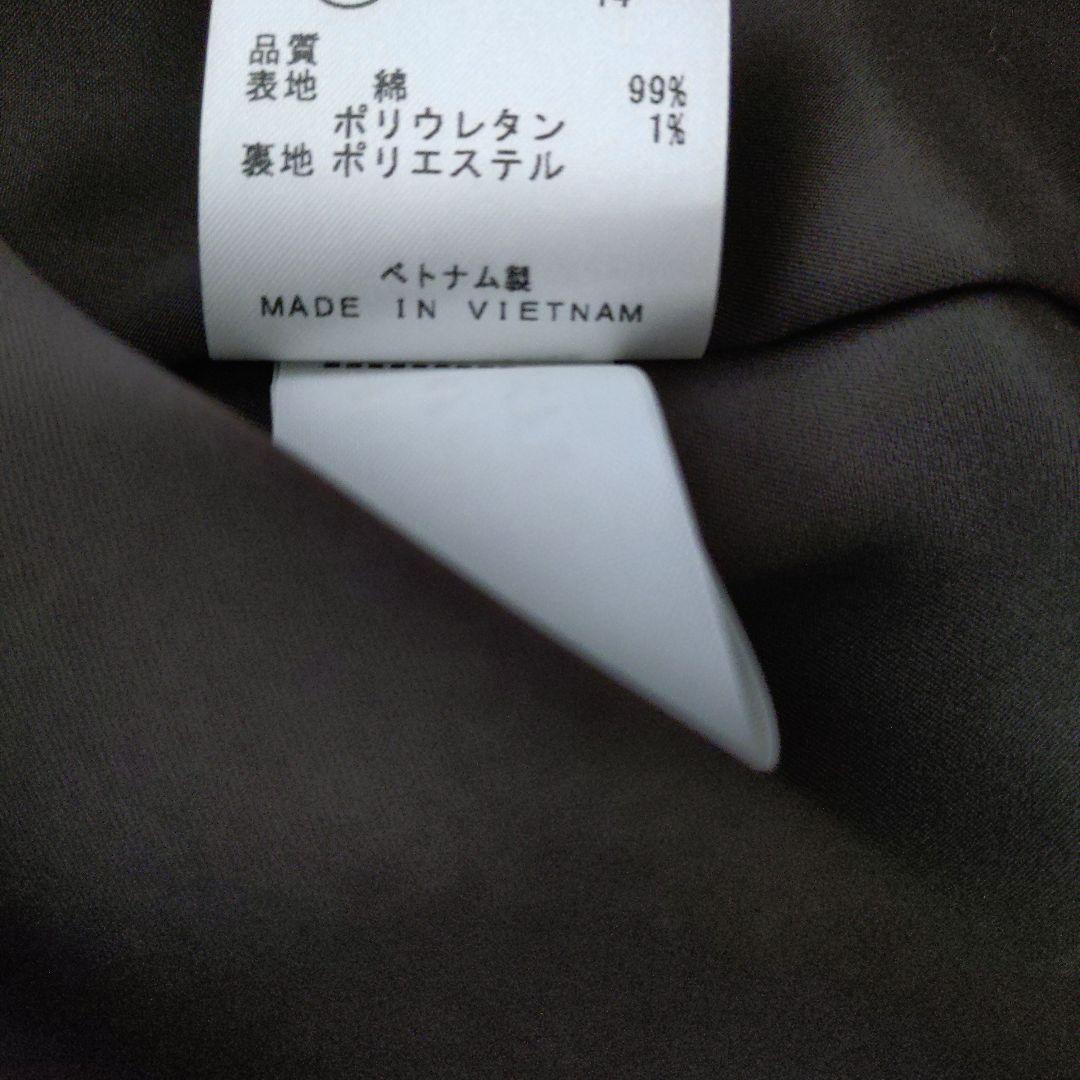 品質
表地 綿 99%
ポリウレタン 1%
裏地 ポリエステル
ベトナム製
MADE IN VIETNAM